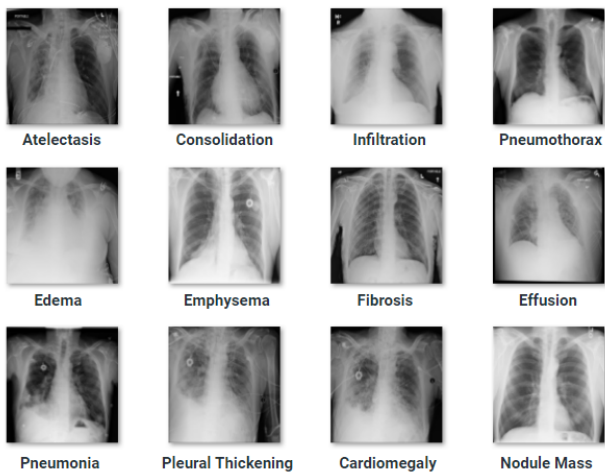 Atelectasis
Consolidation
Infiltration
Pneumothorax
Edema
Emphysema
Fibrosis
Effusion
Pneumonia
Pleural Thickening
Cardiomegaly
Nodule Mass